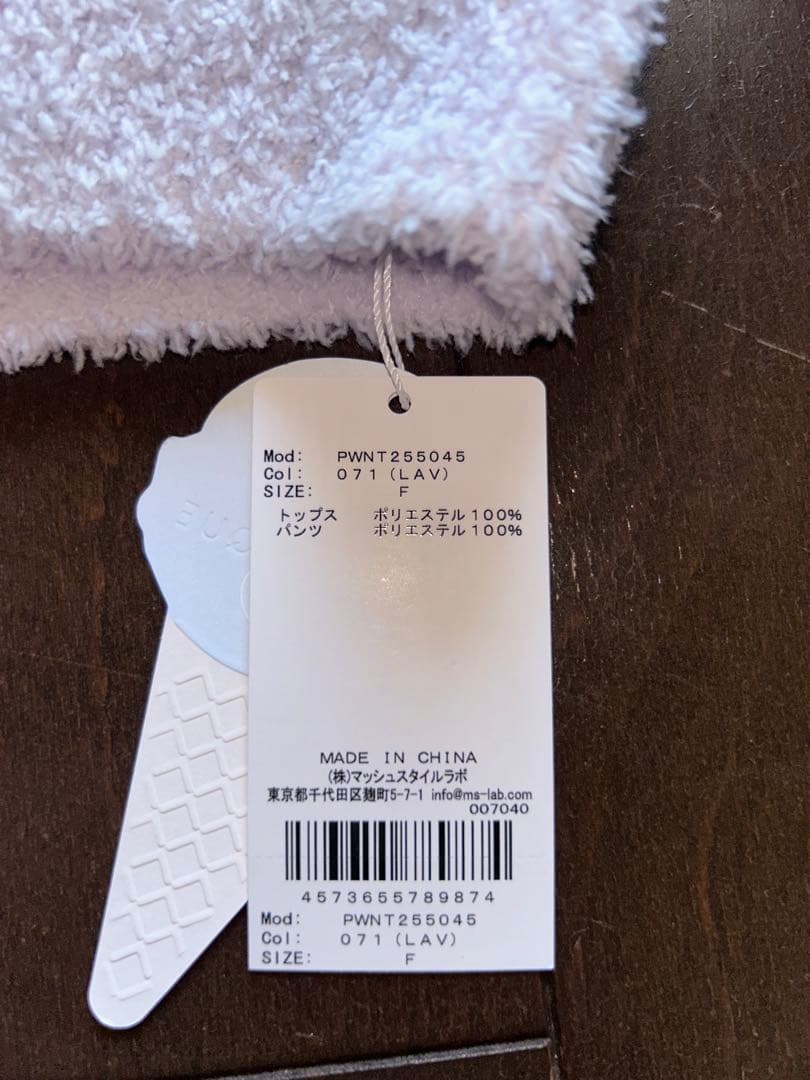 Mod: PWNT255045
Col: 071(LAV)
SIZE: F
トップス ポリエステル100%
パンツ ポリエステル100%
MADE IN CHINA
(株)マッシュスタイルラボ
東京都千代田区麹町5-7-1 info@ms-lab.com
007040
4573655789874
Mod: PWNT255045
Col: 071(LAV)
SIZE: F